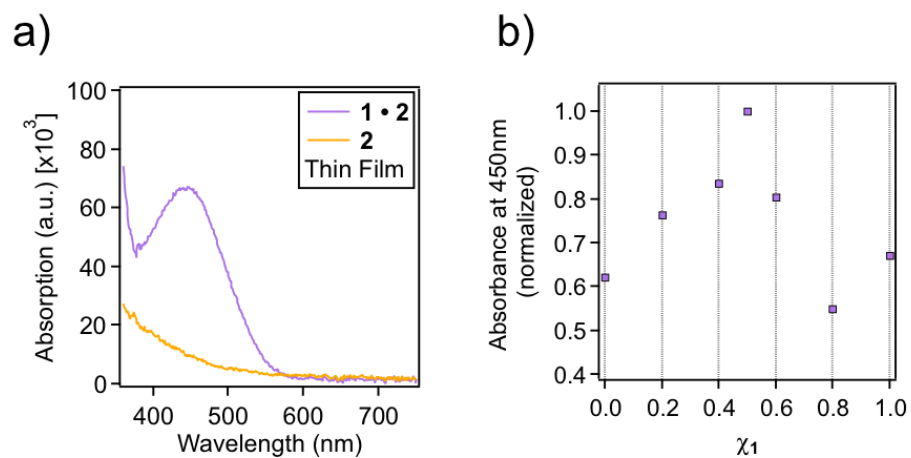 a)
b)
100
80
60
40
20
0
Absorption (a.u.) [x10³]
1 • 2
2
Thin Film
400 500 600 700
Wavelength (nm)
1.0
0.9
0.8
0.7
0.6
0.5
0.4
Absorbance at 450nm
(normalized)
0.0 0.2 0.4 0.6 0.8 1.0
χ₁